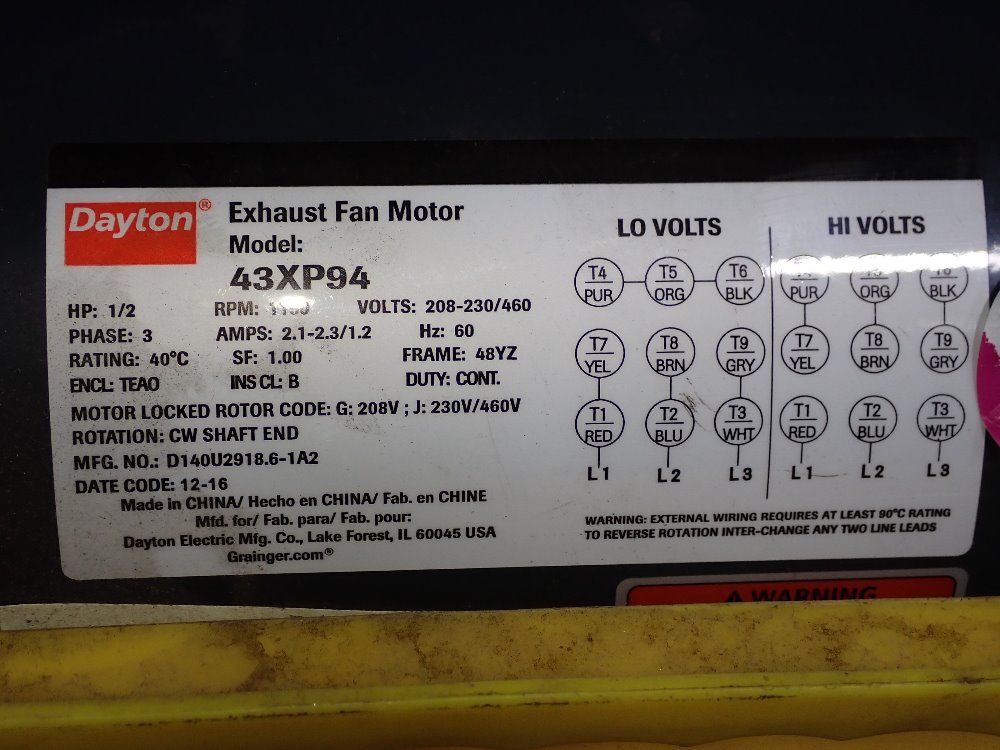 Dayton®
Exhaust Fan Motor
Model:
43XP94
HP: 1/2 RPM: VOLTS: 208-230/460
PHASE: 3 AMPS: 2.1-2.3/1.2 Hz: 60
RATING: 40°C SF: 1.00 FRAME: 48YZ
ENCL: TEAO INS CL: B DUTY: CONT.
MOTOR LOCKED ROTOR CODE: G: 208V ; J: 230V/460V
ROTATION: CW SHAFT END
MFG. NO.: D140U2918.6-1A2
DATE CODE: 12-16
Made in CHINA/ Hecho en CHINA/ Fab. en CHINE
Mfd. for/ Fab. para/ Fab. pour:
Dayton Electric Mfg. Co., Lake Forest, IL 60045 USA
Grainger.com®
LO VOLTS
T4 T5 T6
PUR ORG BLK
T7 T8 T9
YEL BRN GRY
T1 T2 T3
RED BLU WHT
L1 L2 L3
HI VOLTS
PUR ORG BLK
T7 T8 T9
YEL BRN GRY
T1 T2 T3
RED BLU WHT
L1 L2 L3
WARNING: EXTERNAL WIRING REQUIRES AT LEAST 90°C RATING
TO REVERSE ROTATION INTER-CHANGE ANY TWO LINE LEADS
WARNING